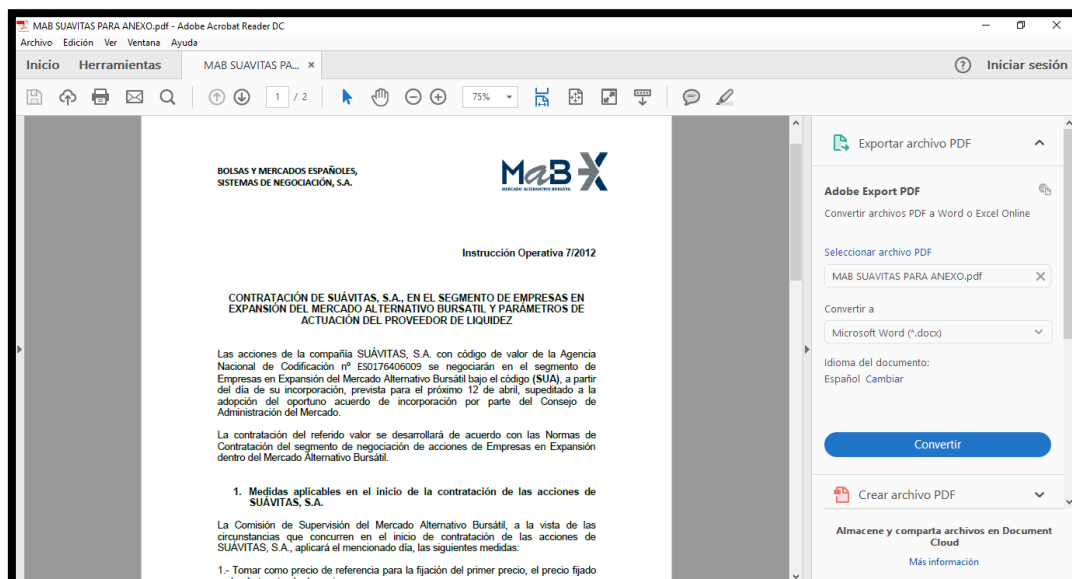 MAB SUAVITAS PARA ANEXO.pdf - Adobe Acrobat Reader DC
Archivo Edición Ver Ventana Ayuda
Inicio Herramientas MAB SUAVITAS PA... ×
Iniciar sesión
1 / 2 75%
BOLSAS Y MERCADOS ESPAÑOLES,
SISTEMAS DE NEGOCIACIÓN, S.A.
MaB
MERCADO ALTERNATIVO BURSÁTIL
Instrucción Operativa 7/2012
CONTRATACIÓN DE SUÁVITAS, S.A., EN EL SEGMENTO DE EMPRESAS EN
EXPANSIÓN DEL MERCADO ALTERNATIVO BURSATIL Y PARÁMETROS DE
ACTUACIÓN DEL PROVEEDOR DE LIQUIDEZ
Las acciones de la compañía SUÁVITAS, S.A. con código de valor de la Agencia
Nacional de Codificación nº ES0176406009 se negociarán en el segmento de
Empresas en Expansión del Mercado Alternativo Bursátil bajo el código (SUA), a partir
del día de su incorporación, prevista para el próximo 12 de abril, supeditado a la
adopción del oportuno acuerdo de incorporación por parte del Consejo de
Administración del Mercado.
La contratación del referido valor se desarrollará de acuerdo con las Normas de
Contratación del segmento de negociación de acciones de Empresas en Expansión
dentro del Mercado Alternativo Bursátil.
1. Medidas aplicables en el inicio de la contratación de las acciones de
SUÁVITAS, S.A.
La Comisión de Supervisión del Mercado Alternativo Bursátil, a la vista de las
circunstancias que concurren en el inicio de contratación de las acciones de
SUÁVITAS, S.A., aplicará el mencionado día, las siguientes medidas:
1.- Tomar como precio de referencia para la fijación del primer precio, el precio fijado
Exportar archivo PDF
Adobe Export PDF
Convertir archivos PDF a Word o Excel Online
Seleccionar archivo PDF
MAB SUAVITAS PARA ANEXO.pdf
Convertir a
Microsoft Word (*.docx)
Idioma del documento:
Español Cambiar
Convertir
Crear archivo PDF
Almacene y comparta archivos en Document
Cloud
Más información